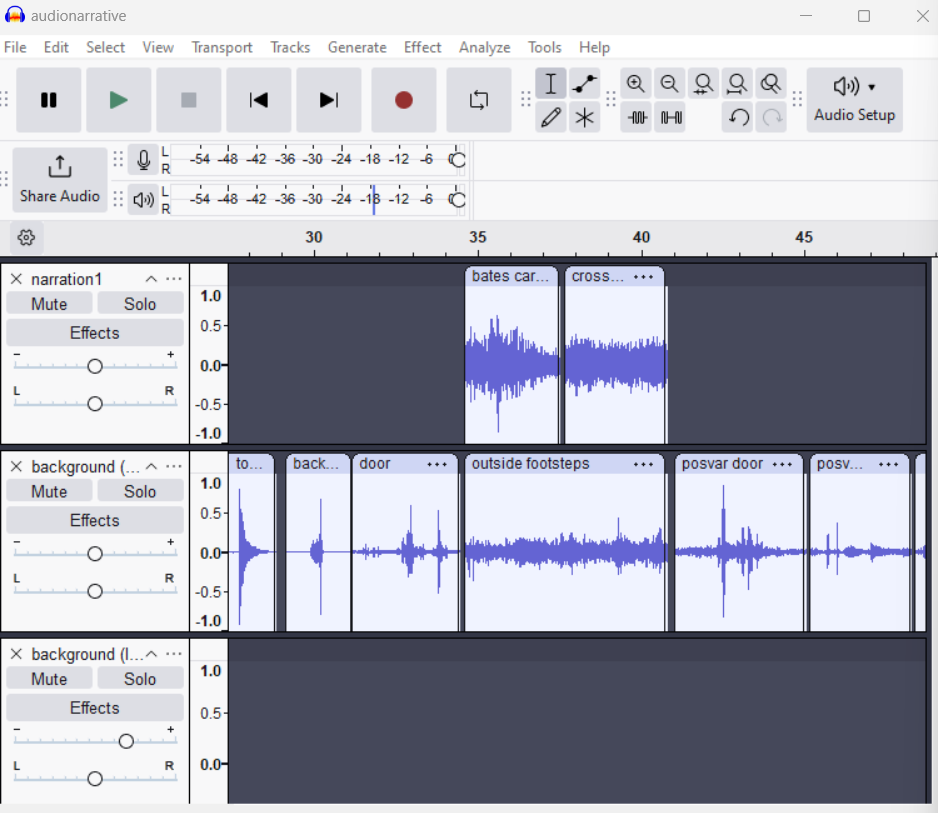 audionarrative
File Edit Select View Transport Tracks Generate Effect Analyze Tools Help
Audio Setup
Share Audio
L
R
-54 -48 -42 -36 -30 -24 -18 -12 -6 0
L
R
-54 -48 -42 -36 -30 -24 -18 -12 -6 0
30 35 40 45
narration1
Mute Solo
Effects
- +
L R
1.0
0.5
0.0
-0.5
-1.0
bates car... cross...
background (...
Mute Solo
Effects
- +
L R
1.0
0.5
0.0
-0.5
-1.0
to... back... door outside footsteps posvar door posv...
background (l...
Mute Solo
Effects
- +
L R
1.0
0.5
0.0